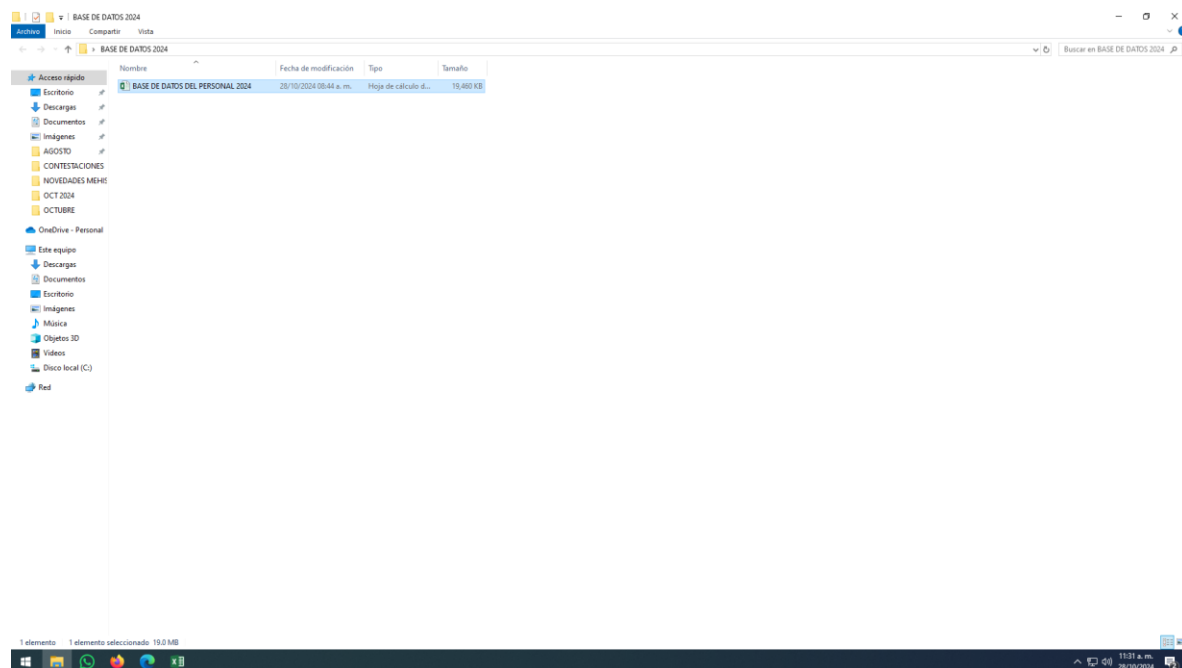 BASE DE DATOS 2024
Archivo Inicio Compartir Vista
BASE DE DATOS 2024 Buscar en BASE DE DATOS 2024
Nombre Fecha de modificación Tipo Tamaño
BASE DE DATOS DEL PERSONAL 2024 28/10/2024 08:44 a. m. Hoja de cálculo d... 19,460 KB
Acceso rápido
Escritorio
Descargas
Documentos
Imágenes
AGOSTO
CONTESTACIONES
NOVEDADES MEHIS
OCT 2024
OCTUBRE
OneDrive - Personal
Este equipo
Descargas
Documentos
Escritorio
Imágenes
Música
Objetos 3D
Videos
Disco local (C:)
Red
1 elemento 1 elemento seleccionado 19.0 MB
11:31 a. m.
28/10/2024